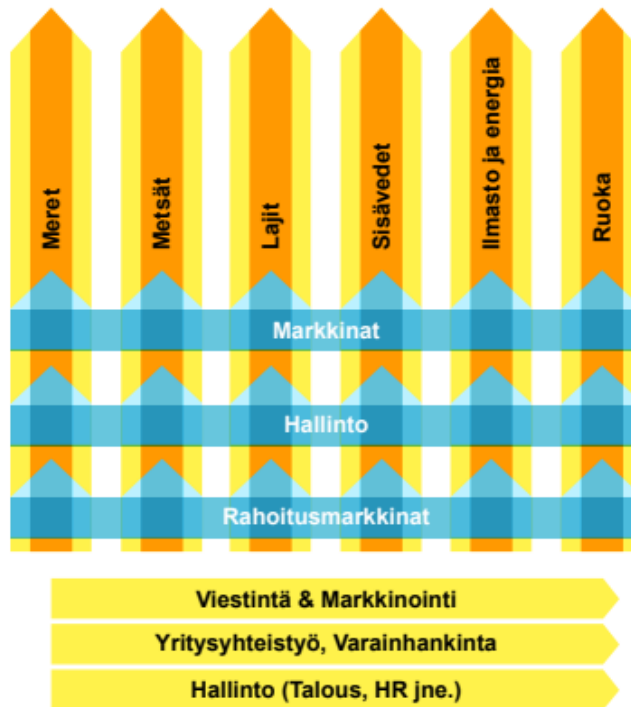 Meret
Metsät
Lajit
Sisävedet
Ilmasto ja energia
Ruoka
Markkinat
Hallinto
Rahoitusmarkkinat
Viestintä & Markkinointi
Yritysyhteistyö, Varainhankinta
Hallinto (Talous, HR jne.)